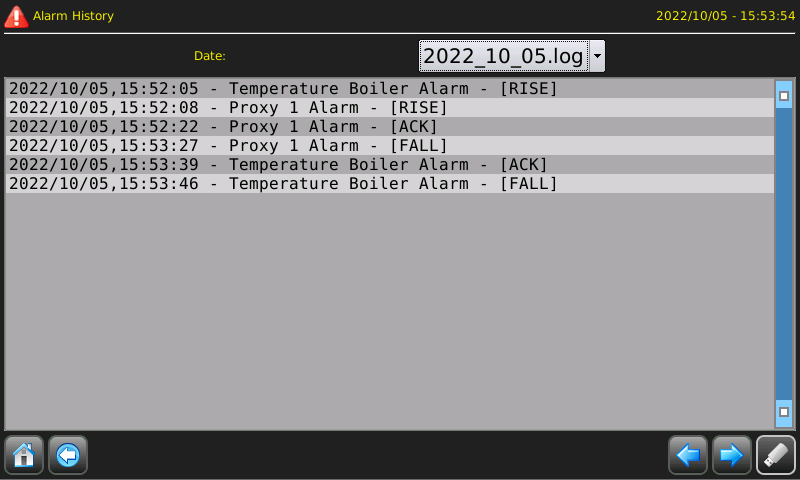 Alarm History
2022/10/05 - 15:53:54
Date:
2022_10_05.log
2022/10/05,15:52:05 - Temperature Boiler Alarm - [RISE]
2022/10/05,15:52:08 - Proxy 1 Alarm - [RISE]
2022/10/05,15:52:22 - Proxy 1 Alarm - [ACK]
2022/10/05,15:53:27 - Proxy 1 Alarm - [FALL]
2022/10/05,15:53:39 - Temperature Boiler Alarm - [ACK]
2022/10/05,15:53:46 - Temperature Boiler Alarm - [FALL]